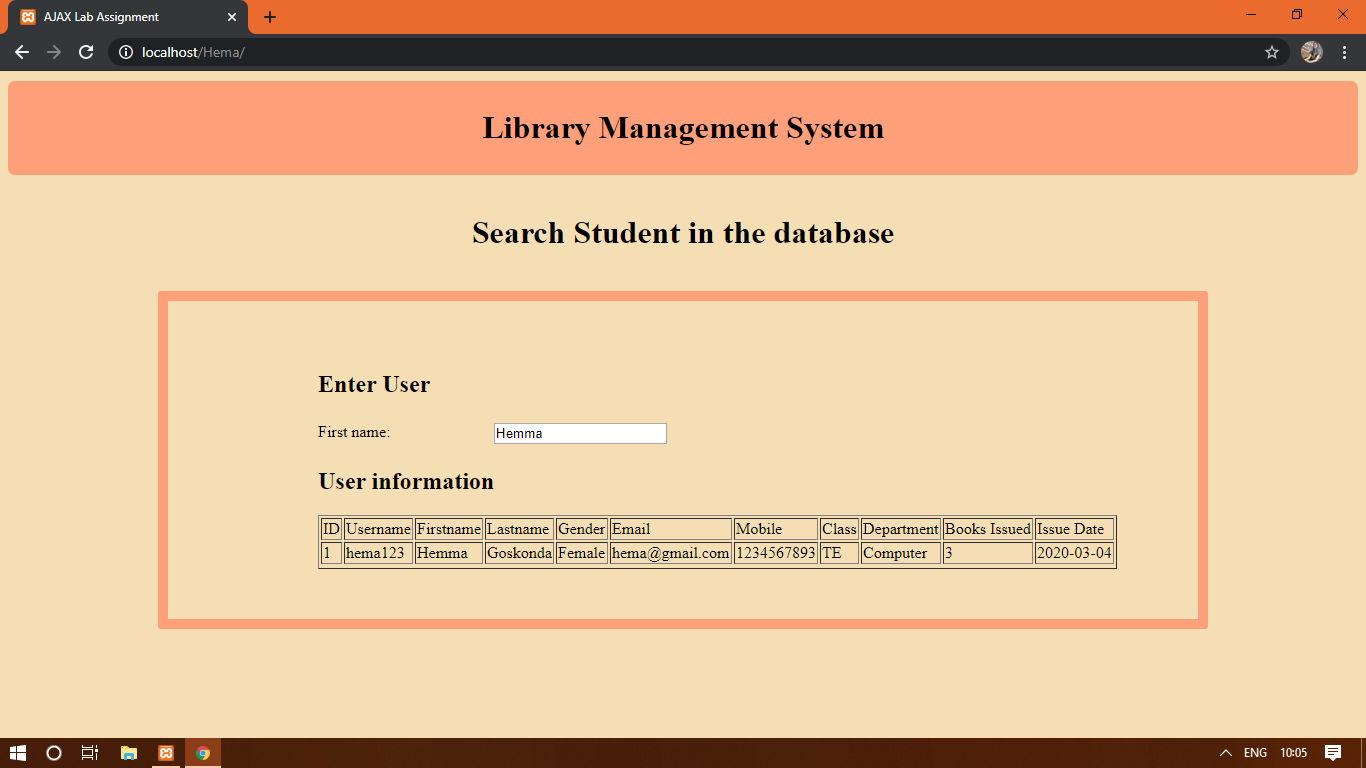 AJAX Lab Assignment
localhost/Hema/
Library Management System
Search Student in the database
Enter User
First name: Hemma
User information
ID Username Firstname Lastname Gender Email Mobile Class Department Books Issued Issue Date
1 hema123 Hemma Goskonda Female hema@gmail.com 1234567893 TE Computer 3 2020-03-04
ENG 10:05